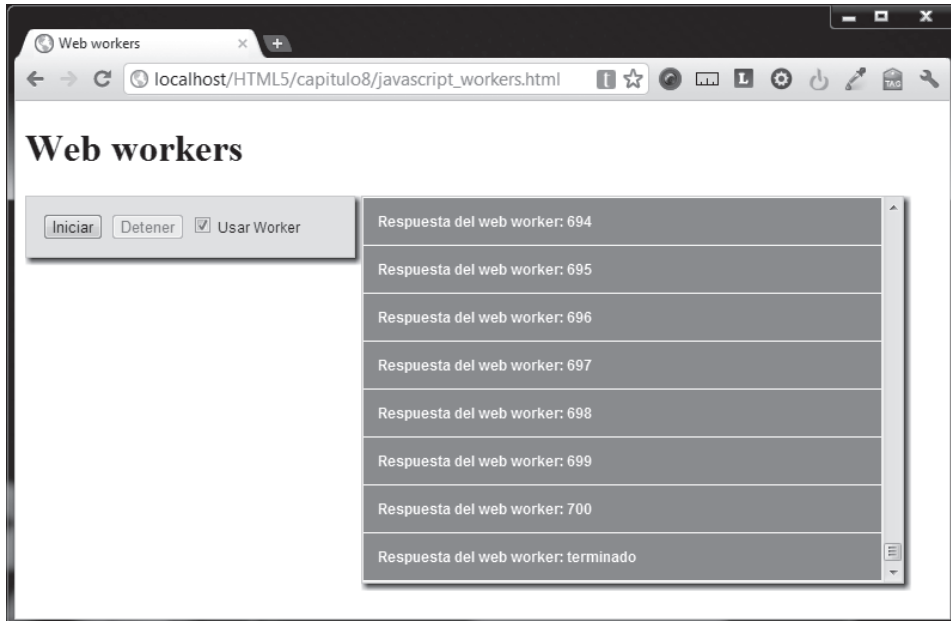 Web workers
localhost/HTML5/capitulo8/javascript_workers.html
L
TAG
Web workers
Iniciar Detener Usar Worker
Respuesta del web worker: 694
Respuesta del web worker: 695
Respuesta del web worker: 696
Respuesta del web worker: 697
Respuesta del web worker: 698
Respuesta del web worker: 699
Respuesta del web worker: 700
Respuesta del web worker: terminado